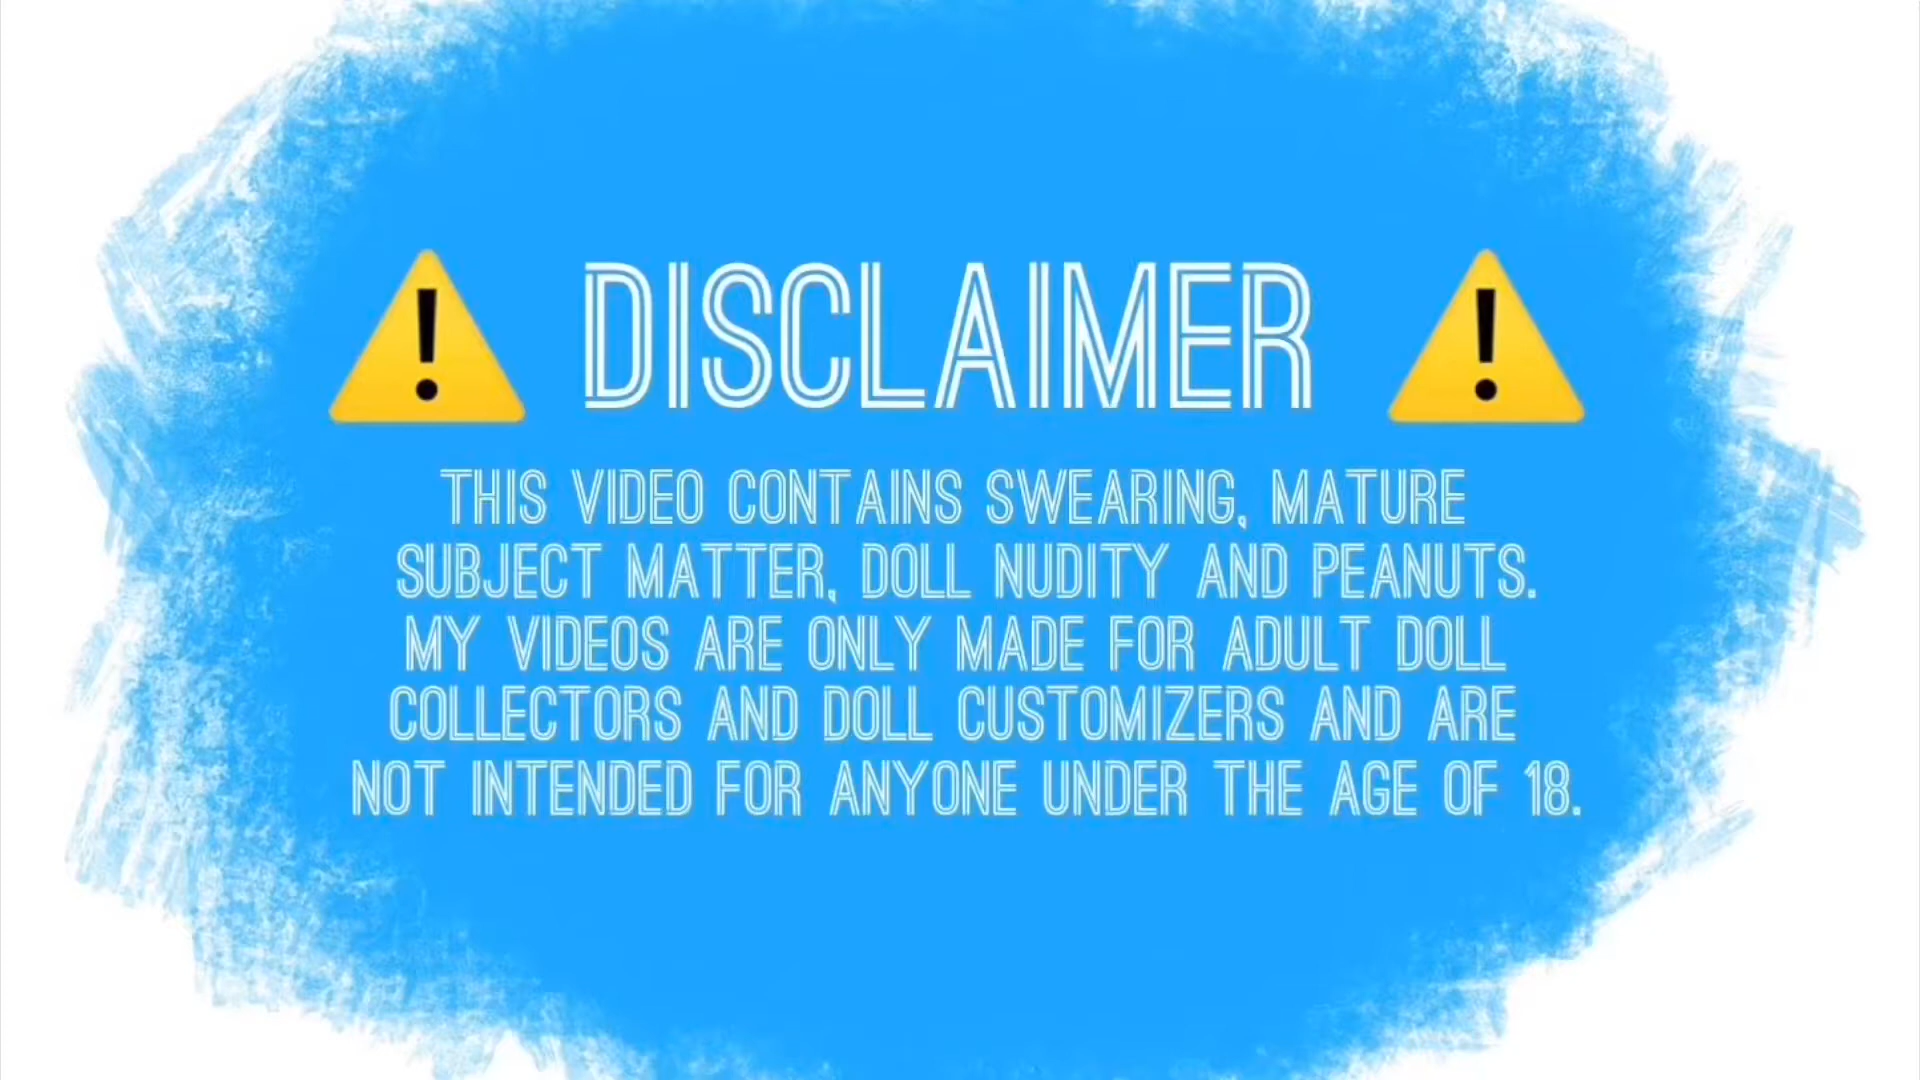 DISCLAIMER
THIS VIDEO CONTAINS SWEARING, MATURE
SUBJECT MATTER, DOLL NUDITY AND PEANUTS.
MY VIDEOS ARE ONLY MADE FOR ADULT DOLL
COLLECTORS AND DOLL CUSTOMIZERS AND ARE
NOT INTENDED FOR ANYONE UNDER THE AGE OF 18.